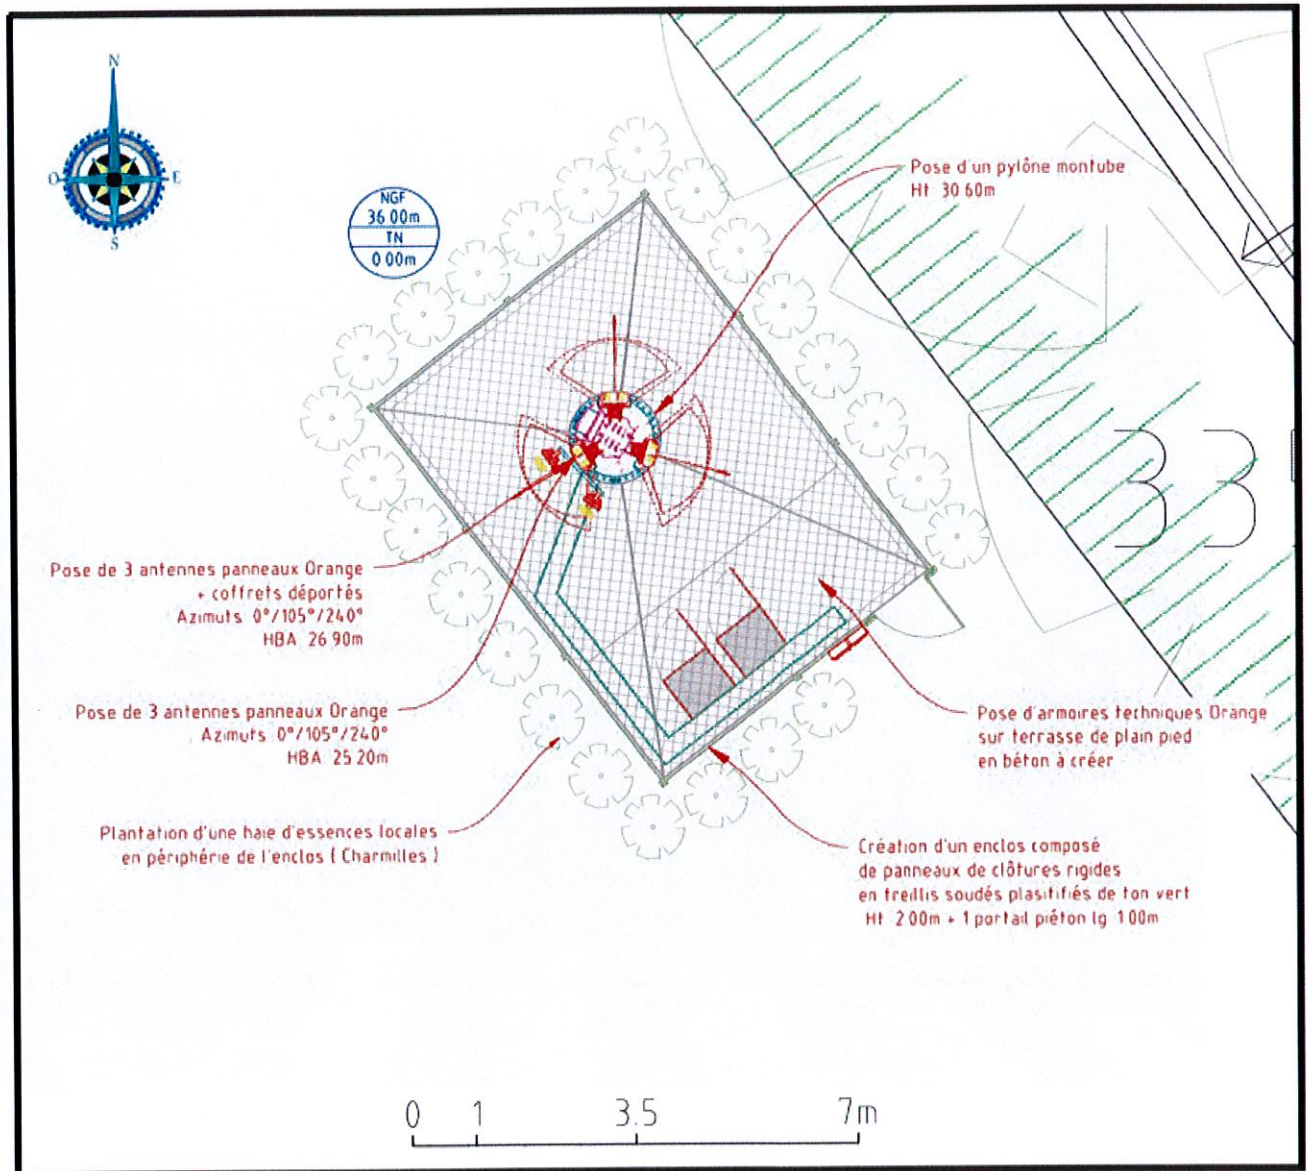 N
O
E
S
NGF
36.00m
TN
0.00m
Pose d'un pylône montube
Ht 30.60m
33
Pose de 3 antennes panneaux Orange
+ coffrets déportés
Azimuts 0°/105°/240°
HBA 26.90m
Pose de 3 antennes panneaux Orange
Azimuts 0°/105°/240°
HBA 25.20m
Pose d'armoires techniques Orange
sur terrasse de plain pied
en béton à créer
Plantation d'une haie d'essences locales
en périphérie de l'enclos ( Charmilles )
Création d'un enclos composé
de panneaux de clôtures rigides
en treillis soudés plastifiés de ton vert
Ht 2.00m + 1 portail piéton lg 1.00m
0 1 3.5 7m